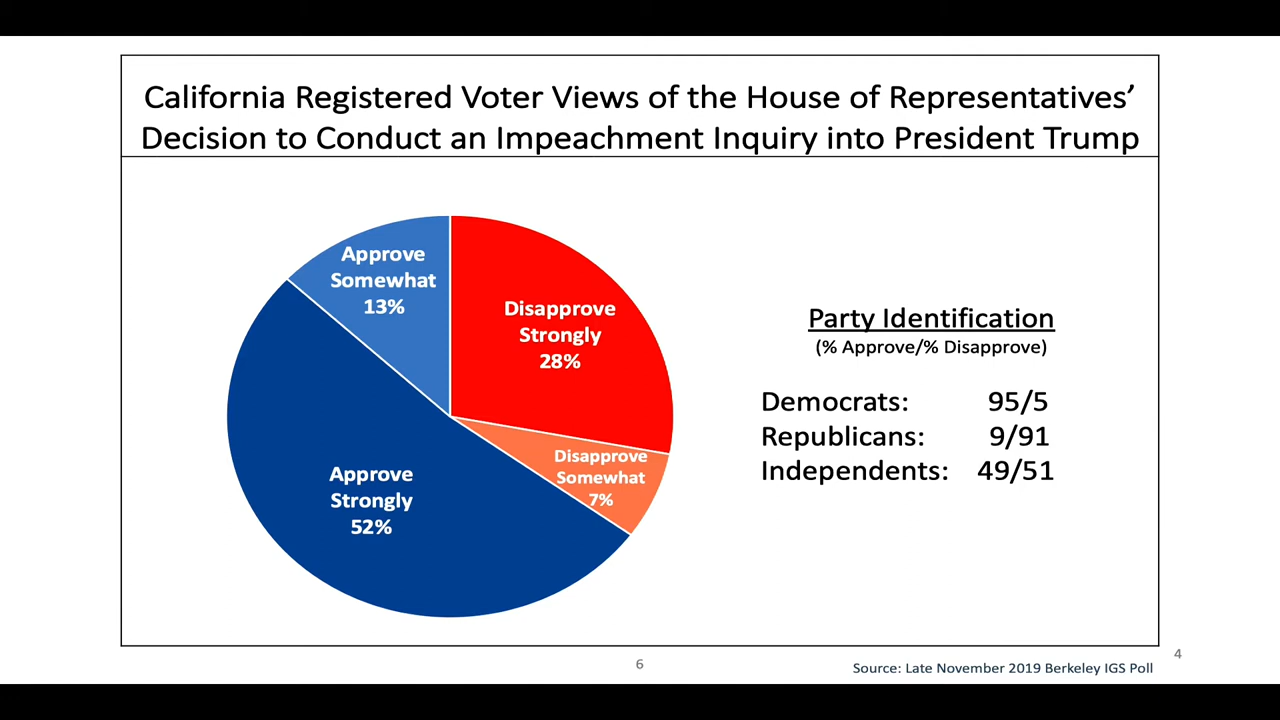 California Registered Voter Views of the House of Representatives’
Decision to Conduct an Impeachment Inquiry into President Trump
Approve
Somewhat
13%
Disapprove
Strongly
28%
Disapprove
Somewhat
7%
Approve
Strongly
52%
Party Identification
(% Approve/% Disapprove)
Democrats: 95/5
Republicans: 9/91
Independents: 49/51
6
4
Source: Late November 2019 Berkeley IGS Poll